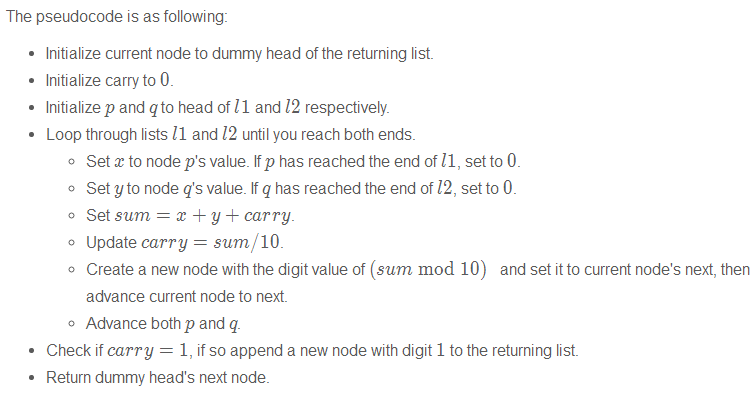 The pseudocode is as following:
• Initialize current node to dummy head of the returning list.
• Initialize carry to 0.
• Initialize p and q to head of l1 and l2 respectively.
• Loop through lists l1 and l2 until you reach both ends.
◦ Set x to node p's value. If p has reached the end of l1, set to 0.
◦ Set y to node q's value. If q has reached the end of l2, set to 0.
◦ Set sum = x + y + carry.
◦ Update carry = sum/10.
◦ Create a new node with the digit value of (sum mod 10) and set it to current node's next, then
advance current node to next.
◦ Advance both p and q.
• Check if carry = 1, if so append a new node with digit 1 to the returning list.
• Return dummy head's next node.